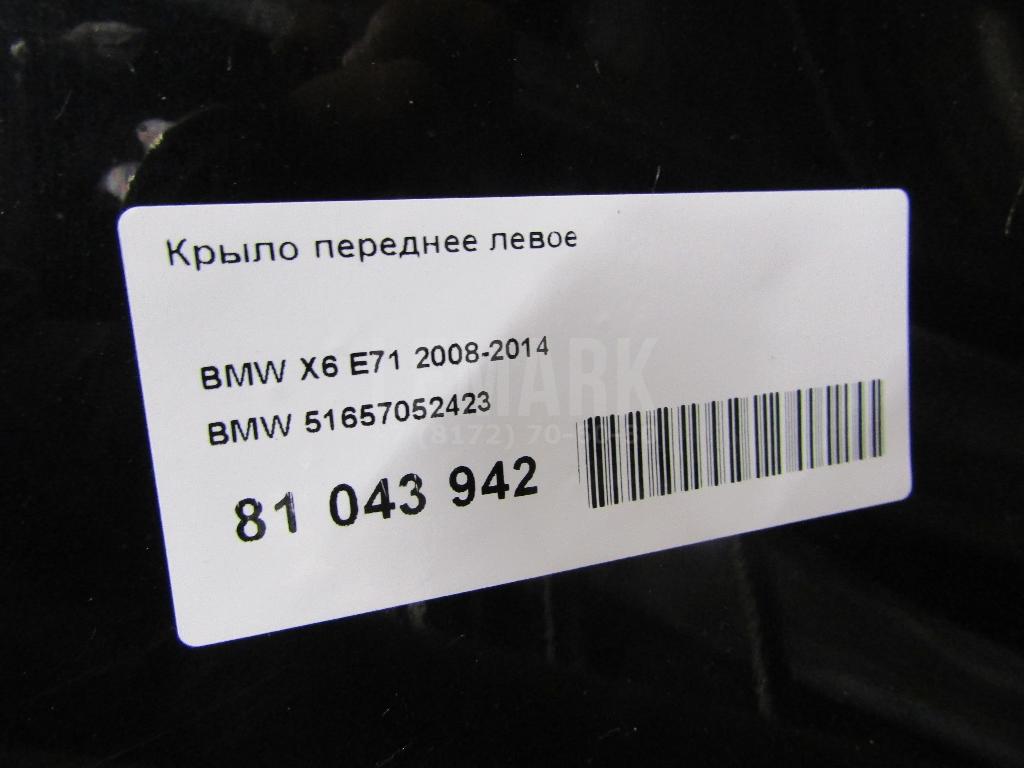 Крыло переднее левое
BMW X6 E71 2008-2014
BMW 51657052423
81 043 942